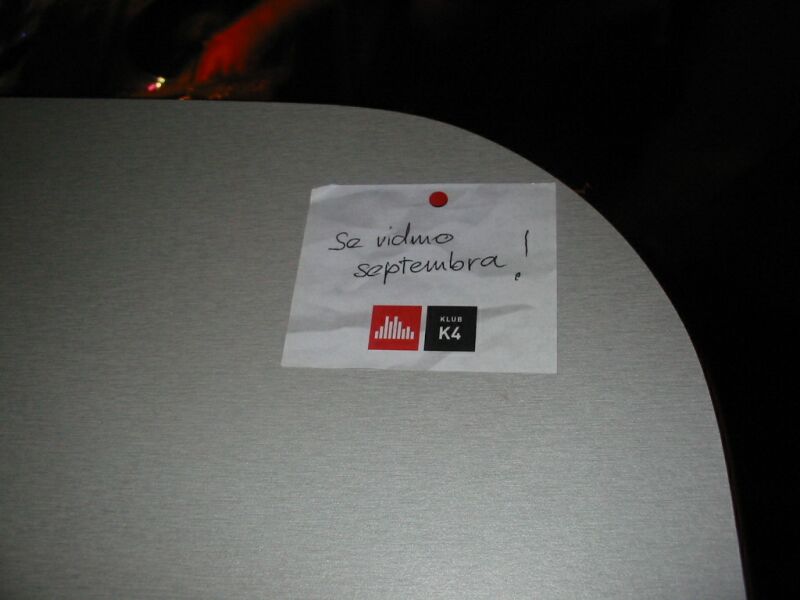 Se vidmo
septembra!
KLUB
K4